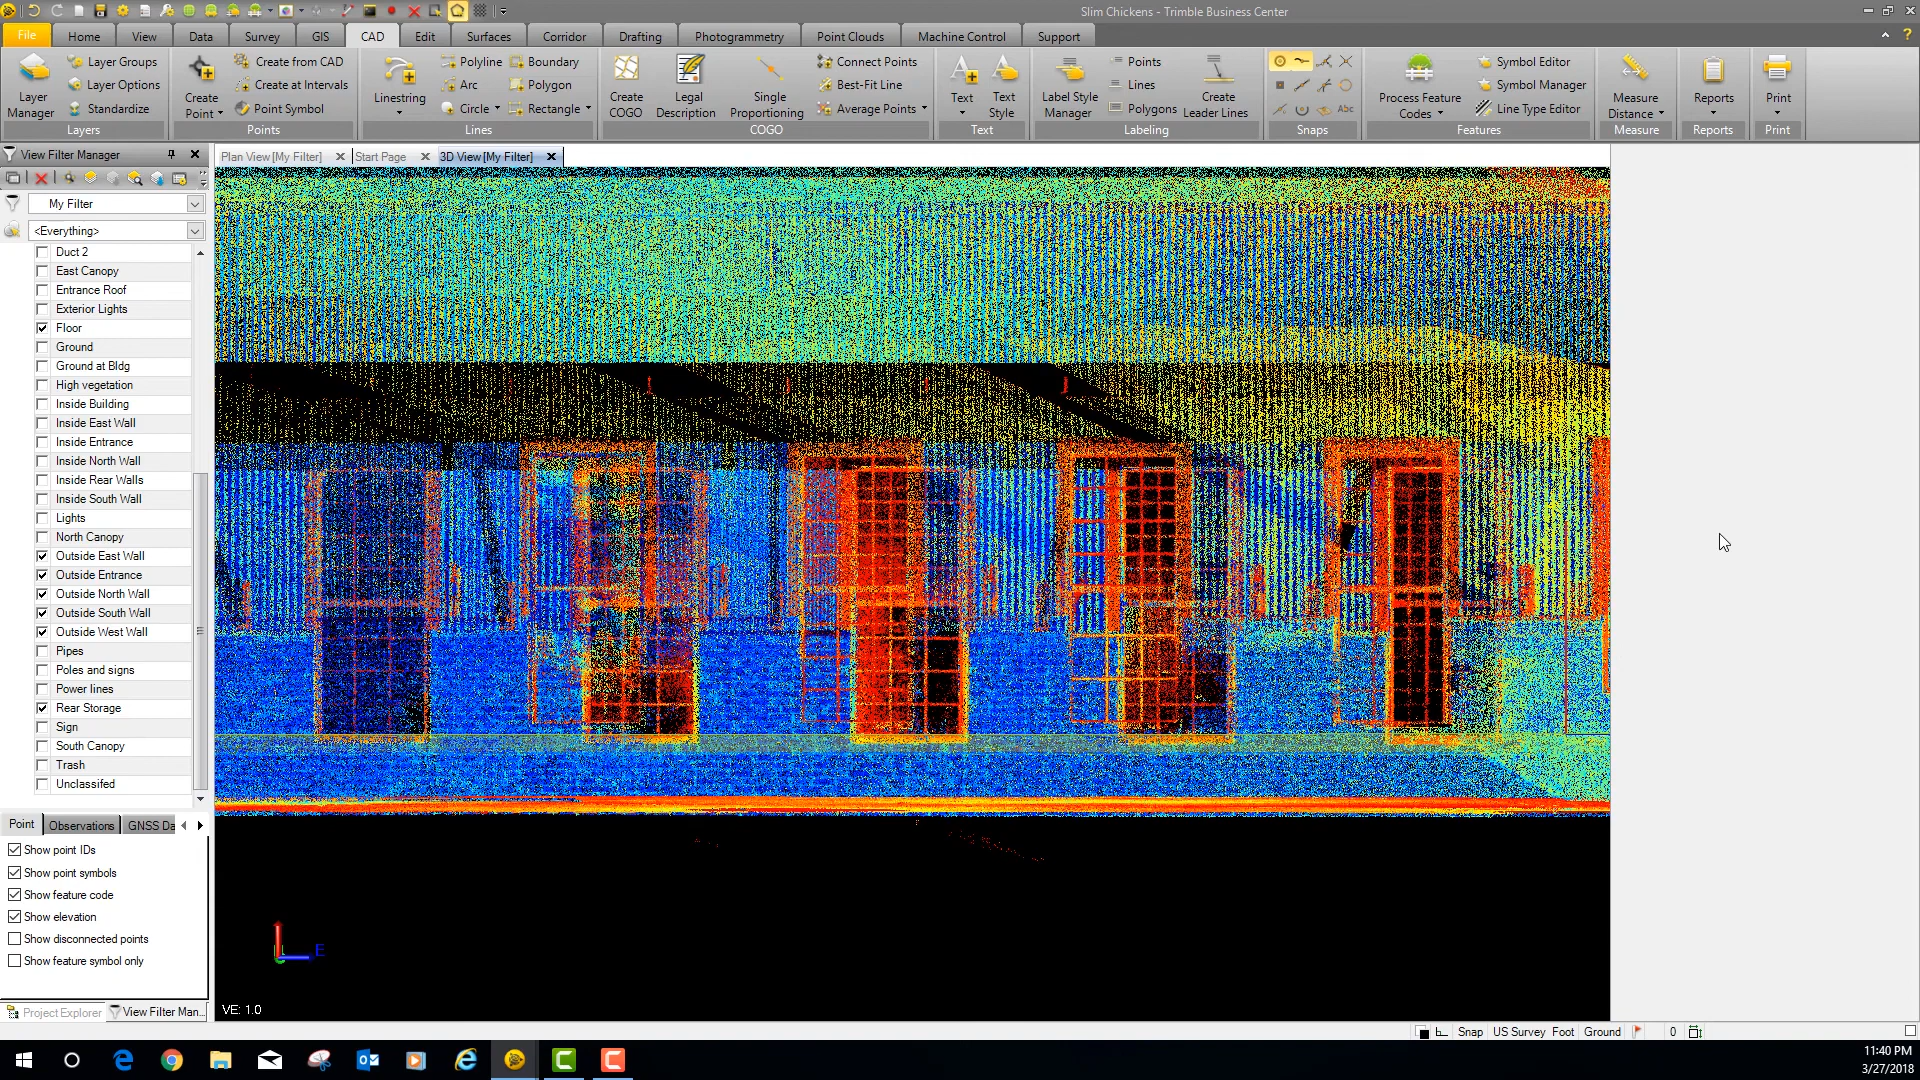 Slim Chickens - Trimble Business Center
File Home View Data Survey GIS CAD Edit Surfaces Corridor Drafting Photogrammetry Point Clouds Machine Control Support
Layer Manager
Layer Groups
Layer Options
Standardize
Layers
Create Point
Create from CAD
Create at Intervals
Point Symbol
Points
Linestring
Polyline
Arc
Circle
Boundary
Polygon
Rectangle
Lines
Create COGO
Legal Description
Single Proportioning
Connect Points
Best-Fit Line
Average Points
COGO
Text
Text Style
Text
Label Style Manager
Points
Lines
Polygons
Create Leader Lines
Labeling
Abc
Snaps
Process Feature Codes
Symbol Editor
Symbol Manager
Line Type Editor
Features
Measure Distance
Measure
Reports
Reports
Print
Print
View Filter Manager
Plan View [My Filter] Start Page 3D View [My Filter]
My Filter
<Everything>
Duct 2
East Canopy
Entrance Roof
Exterior Lights
Floor
Ground
Ground at Bldg
High vegetation
Inside Building
Inside East Wall
Inside Entrance
Inside North Wall
Inside Rear Walls
Inside South Wall
Lights
North Canopy
Outside East Wall
Outside Entrance
Outside North Wall
Outside South Wall
Outside West Wall
Pipes
Poles and signs
Power lines
Rear Storage
Sign
South Canopy
Trash
Unclassifed
Point Observations GNSS Da
Show point IDs
Show point symbols
Show feature code
Show elevation
Show disconnected points
Show feature symbol only
E
VE: 1.0
Project Explorer View Filter Man...
Snap US Survey Foot Ground 0
11:40 PM
3/27/2018